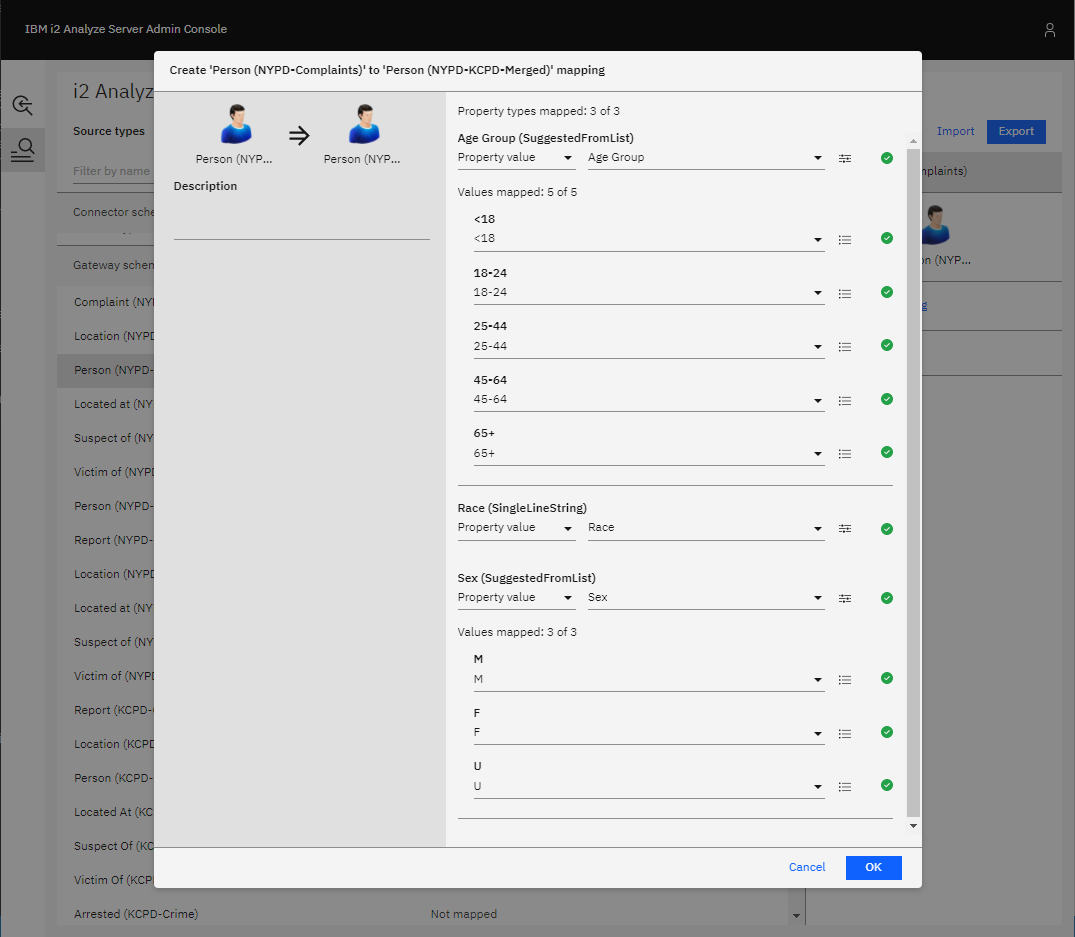 IBM i2 Analyze Server Admin Console
Create 'Person (NYPD-Complaints)' to 'Person (NYPD-KCPD-Merged)' mapping
i2 Analyz
Source types
Filter by name
Connector sche
Gateway schem
Complaint (NYP
Location (NYPD
Person (NYPD-
Located at (NY
Suspect of (NY
Victim of (NYPD
Person (NYPD-
Report (NYPD-
Location (NYPD
Located at (NY
Suspect of (NY
Victim of (NYPD
Report (KCPD-
Location (KCPD
Person (KCPD-
Located At (KC
Suspect Of (KC
Victim Of (KCP
Arrested (KCPD-Crime) Not mapped
Person (NYP... Person (NYP...
Description
Property types mapped: 3 of 3
Age Group (SuggestedFromList)
Property value Age Group
Values mapped: 5 of 5
<18
<18
18-24
18-24
25-44
25-44
45-64
45-64
65+
65+
Race (SingleLineString)
Property value Race
Sex (SuggestedFromList)
Property value Sex
Values mapped: 3 of 3
M
M
F
F
U
U
Cancel OK
Import Export
nplaints)
on (NYP...
g